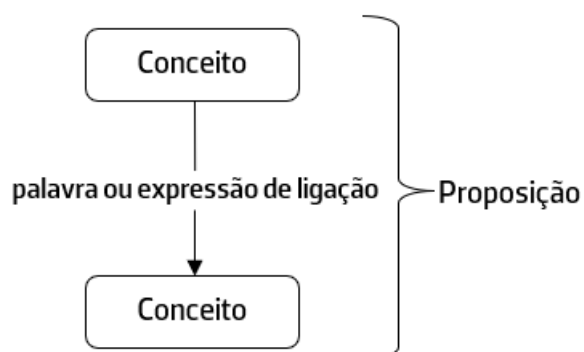 Conceito
palavra ou expressão de ligação
Proposição
Conceito